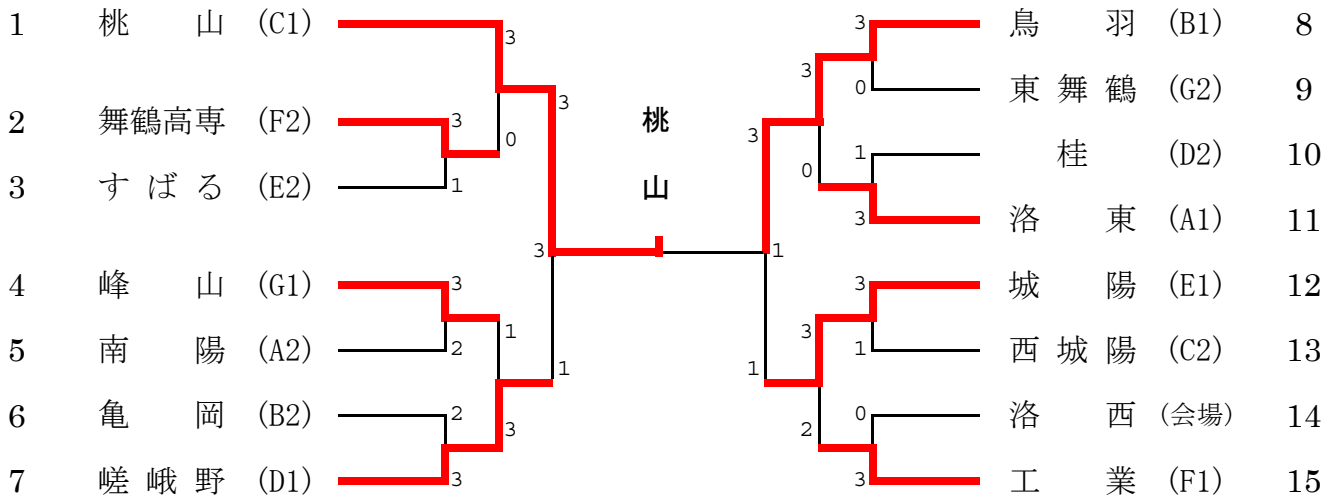 1 桃山 (C1)
2 舞鶴高専 (F2)
3 すばる (E2)
4 峰山 (G1)
5 南陽 (A2)
6 亀岡 (B2)
7 嵯峨野 (D1)
3
3
1
0
3
3
2
1
2
3
3
1
3
桃山
1
3
1
3
0
3
2
3
0
1
3
3
1
0
3
鳥羽 (B1) 8
東舞鶴 (G2) 9
桂 (D2) 10
洛東 (A1) 11
城陽 (E1) 12
西城陽 (C2) 13
洛西 (会場) 14
工業 (F1) 15